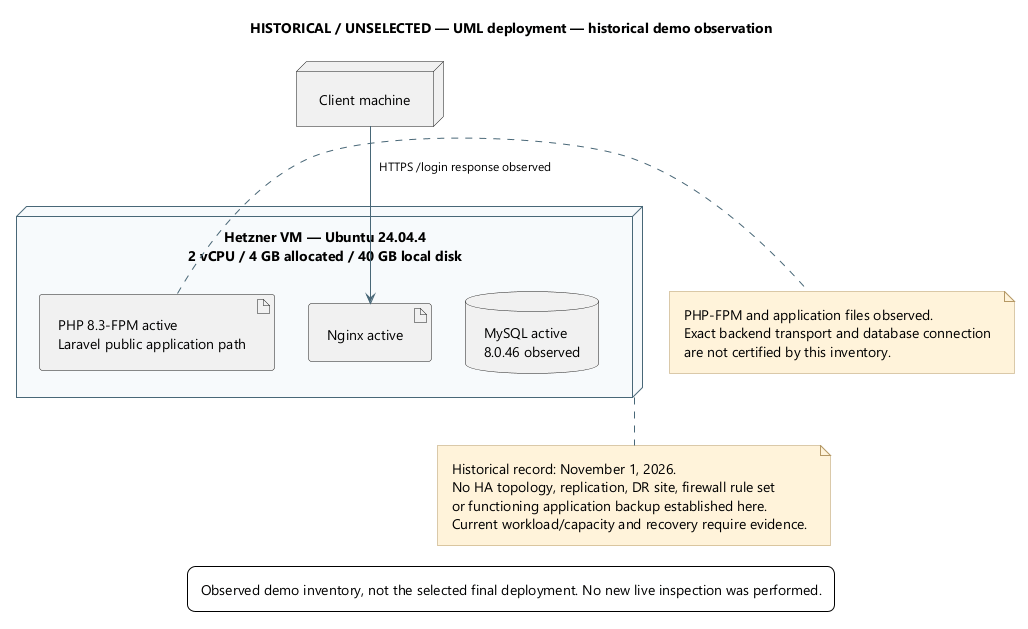 HISTORICAL / UNSELECTED — UML deployment — historical demo observation
Client machine
HTTPS /login response observed
Hetzner VM — Ubuntu 24.04.4
2 vCPU / 4 GB allocated / 40 GB local disk
PHP 8.3-FPM active
Laravel public application path
Nginx active
MySQL active
8.0.46 observed
PHP-FPM and application files observed.
Exact backend transport and database connection
are not certified by this inventory.
Historical record: November 1, 2026.
No HA topology, replication, DR site, firewall rule set
or functioning application backup established here.
Current workload/capacity and recovery require evidence.
Observed demo inventory, not the selected final deployment. No new live inspection was performed.